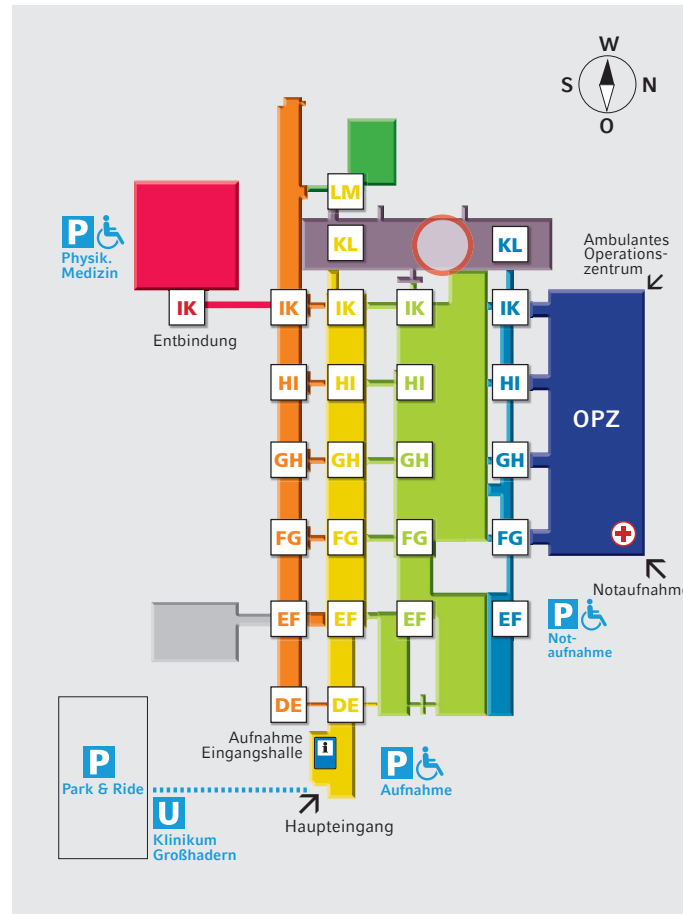 W
S
N
O
LM
KL
KL
P
Physik.
Medizin
Ambulantes
Operations-
zentrum
IK
IK
IK
IK
IK
Entbindung
HI
HI
HI
HI
OPZ
GH
GH
GH
GH
FG
FG
FG
FG
Notaufnahme
EF
EF
EF
EF
P
Not-
aufnahme
DE
DE
Aufnahme
Eingangshalle
i
P
Park & Ride
P
Aufnahme
U
Klinikum
Großhadern
Haupteingang